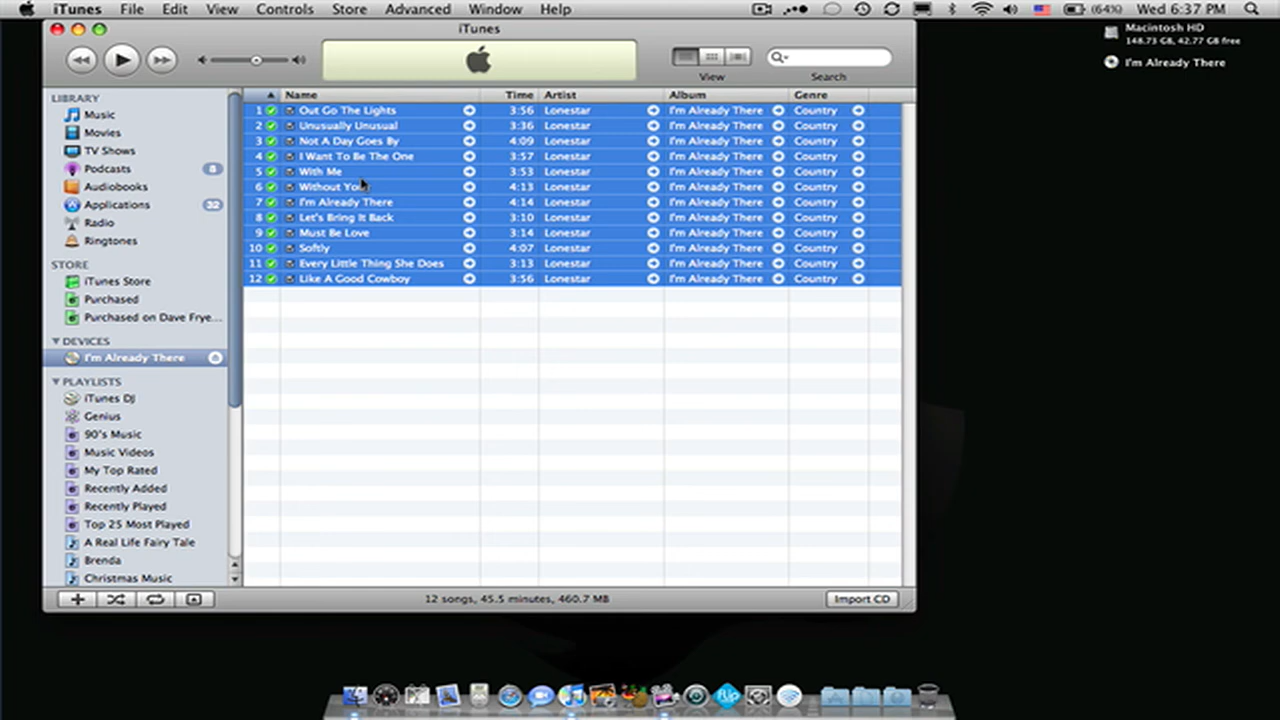 iTunes File Edit View Controls Store Advanced Window Help (64%) Wed 6:37 PM
Macintosh HD
148.73 GB, 42.77 GB free
I'm Already There
iTunes
View
Search
LIBRARY
Music
Movies
TV Shows
Podcasts 8
Audiobooks
Applications 32
Radio
Ringtones
STORE
iTunes Store
Purchased
Purchased on Dave Frye...
DEVICES
I'm Already There
PLAYLISTS
iTunes DJ
Genius
90's Music
Music Videos
My Top Rated
Recently Added
Recently Played
Top 25 Most Played
A Real Life Fairy Tale
Brenda
Christmas Music
Name Time Artist Album Genre
1 Out Go The Lights 3:56 Lonestar I'm Already There Country
2 Unusually Unusual 3:36 Lonestar I'm Already There Country
3 Not A Day Goes By 4:09 Lonestar I'm Already There Country
4 I Want To Be The One 3:57 Lonestar I'm Already There Country
5 With Me 3:53 Lonestar I'm Already There Country
6 Without You 4:13 Lonestar I'm Already There Country
7 I'm Already There 4:14 Lonestar I'm Already There Country
8 Let's Bring It Back 3:10 Lonestar I'm Already There Country
9 Must Be Love 3:14 Lonestar I'm Already There Country
10 Softly 4:07 Lonestar I'm Already There Country
11 Every Little Thing She Does 3:13 Lonestar I'm Already There Country
12 Like A Good Cowboy 3:56 Lonestar I'm Already There Country
12 songs, 45.5 minutes, 460.7 MB
Import CD
flip